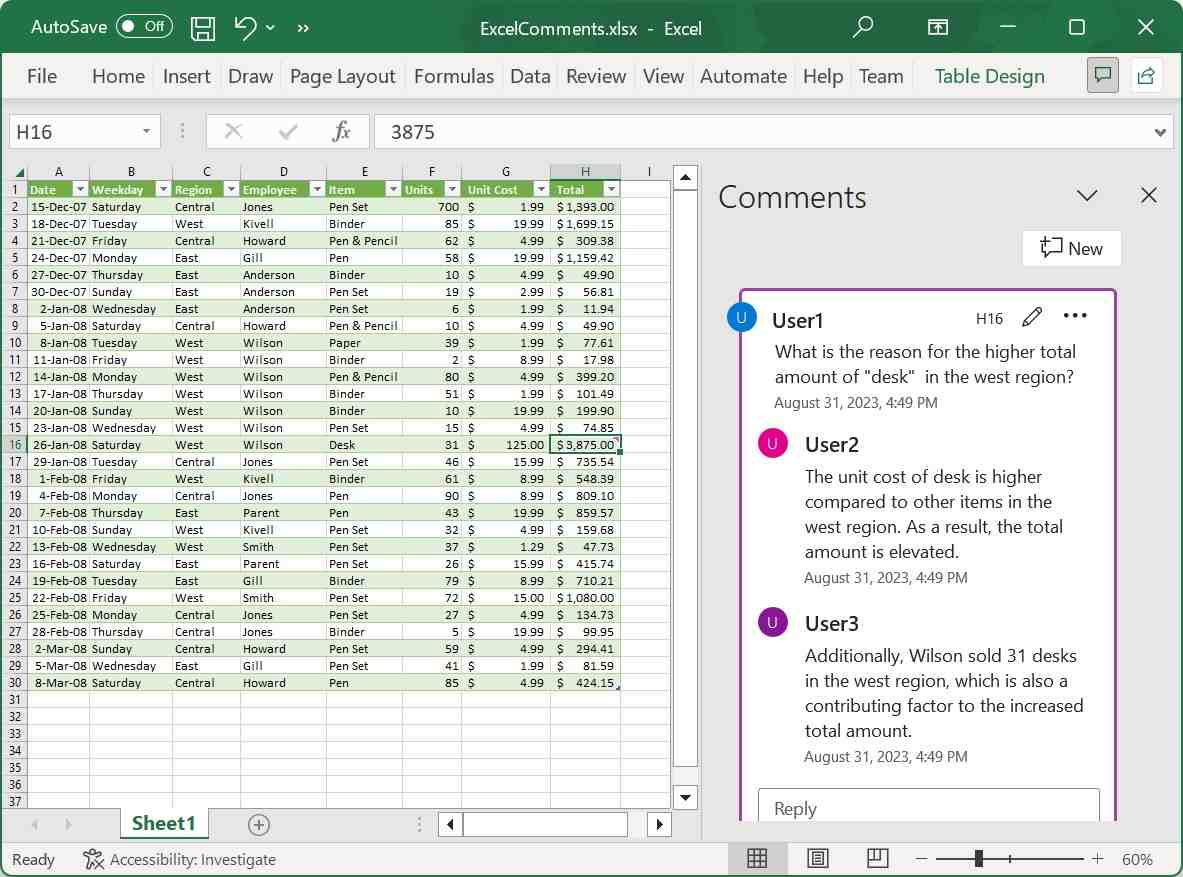 AutoSave Off ExcelComments.xlsx - Excel
File Home Insert Draw Page Layout Formulas Data Review View Automate Help Team Table Design
H16 fx 3875
A B C D E F G H I
1 Date Weekday Region Employee Item Units Unit Cost Total
2 15-Dec-07 Saturday Central Jones Pen Set 700 $ 1.99 $ 1,393.00
3 18-Dec-07 Tuesday West Kivell Binder 85 $ 19.99 $ 1,699.15
4 21-Dec-07 Friday Central Howard Pen & Pencil 62 $ 4.99 $ 309.38
5 24-Dec-07 Monday East Gill Pen 58 $ 19.99 $ 1,159.42
6 27-Dec-07 Thursday East Anderson Binder 10 $ 4.99 $ 49.90
7 30-Dec-07 Sunday East Anderson Pen Set 19 $ 2.99 $ 56.81
8 2-Jan-08 Wednesday East Anderson Pen Set 6 $ 1.99 $ 11.94
9 5-Jan-08 Saturday Central Howard Pen & Pencil 10 $ 4.99 $ 49.90
10 8-Jan-08 Tuesday West Wilson Paper 39 $ 1.99 $ 77.61
11 11-Jan-08 Friday West Wilson Binder 2 $ 8.99 $ 17.98
12 14-Jan-08 Monday West Wilson Pen & Pencil 80 $ 4.99 $ 399.20
13 17-Jan-08 Thursday West Wilson Binder 51 $ 1.99 $ 101.49
14 20-Jan-08 Sunday West Wilson Binder 10 $ 19.99 $ 199.90
15 23-Jan-08 Wednesday West Wilson Pen Set 15 $ 4.99 $ 74.85
16 26-Jan-08 Saturday West Wilson Desk 31 $ 125.00 $ 3,875.00
17 29-Jan-08 Tuesday Central Jones Pen Set 46 $ 15.99 $ 735.54
18 1-Feb-08 Friday West Kivell Binder 61 $ 8.99 $ 548.39
19 4-Feb-08 Monday Central Jones Pen 90 $ 8.99 $ 809.10
20 7-Feb-08 Thursday East Parent Pen 43 $ 19.99 $ 859.57
21 10-Feb-08 Sunday West Kivell Pen Set 32 $ 4.99 $ 159.68
22 13-Feb-08 Wednesday West Smith Pen Set 37 $ 1.29 $ 47.73
23 16-Feb-08 Saturday East Parent Pen Set 26 $ 15.99 $ 415.74
24 19-Feb-08 Tuesday East Gill Binder 79 $ 8.99 $ 710.21
25 22-Feb-08 Friday West Smith Pen Set 72 $ 15.00 $ 1,080.00
26 25-Feb-08 Monday Central Jones Pen Set 27 $ 4.99 $ 134.73
27 28-Feb-08 Thursday Central Jones Binder 5 $ 19.99 $ 99.95
28 2-Mar-08 Sunday Central Howard Pen Set 59 $ 4.99 $ 294.41
29 5-Mar-08 Wednesday East Gill Pen Set 41 $ 1.99 $ 81.59
30 8-Mar-08 Saturday Central Howard Pen 85 $ 4.99 $ 424.15
31
32
33
34
35
36
37
Comments
New
U User1 H16
What is the reason for the higher total
amount of "desk" in the west region?
August 31, 2023, 4:49 PM
U User2
The unit cost of desk is higher
compared to other items in the
west region. As a result, the total
amount is elevated.
August 31, 2023, 4:49 PM
U User3
Additionally, Wilson sold 31 desks
in the west region, which is also a
contributing factor to the increased
total amount.
August 31, 2023, 4:49 PM
Reply
Sheet1
Ready Accessibility: Investigate 60%